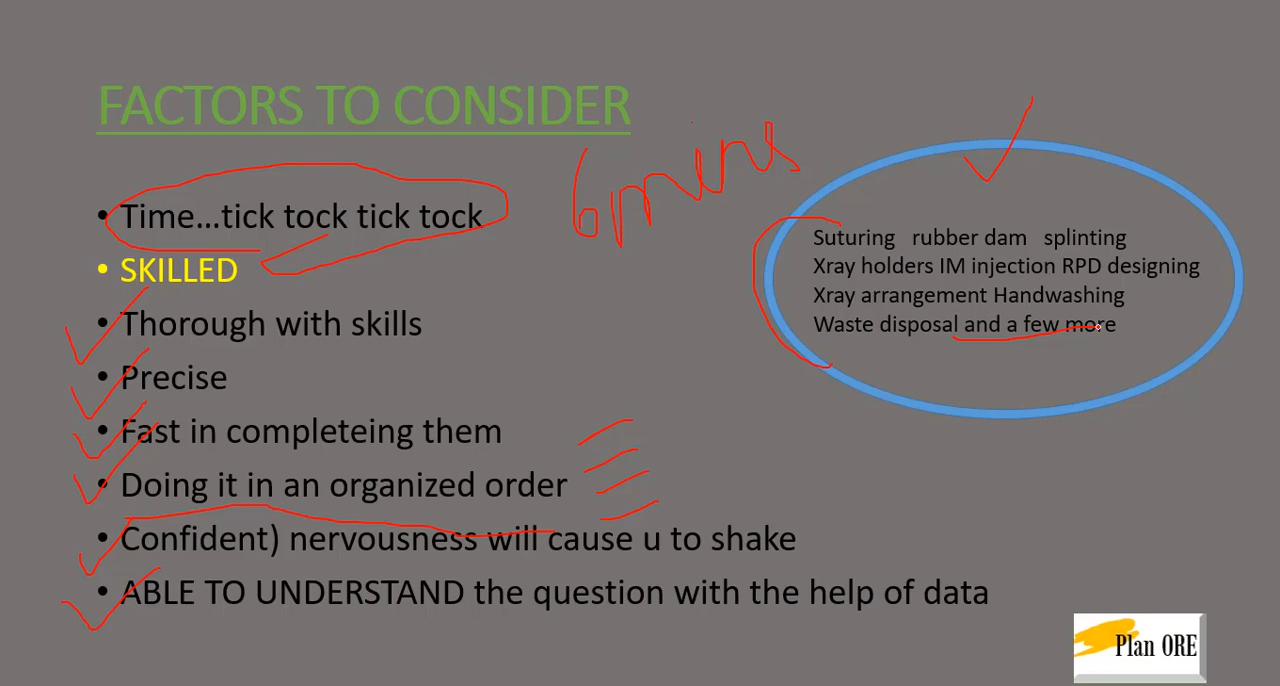 FACTORS TO CONSIDER
6mins
• Time...tick tock tick tock
• SKILLED
• Thorough with skills
• Precise
• Fast in completeing them
• Doing it in an organized order
• Confident) nervousness will cause u to shake
• ABLE TO UNDERSTAND the question with the help of data
Suturing rubber dam splinting
Xray holders IM injection RPD designing
Xray arrangement Handwashing
Waste disposal and a few more
Plan ORE